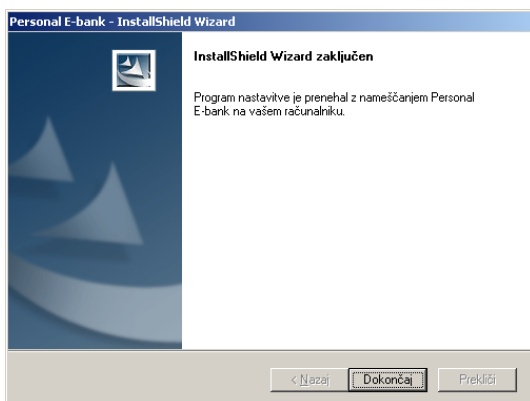 Personal E-bank - InstallShield Wizard
InstallShield Wizard zaključen
Program nastavitve je prenehal z nameščanjem Personal
E-bank na vašem računalniku.
< Nazaj
Dokončaj
Prekliči